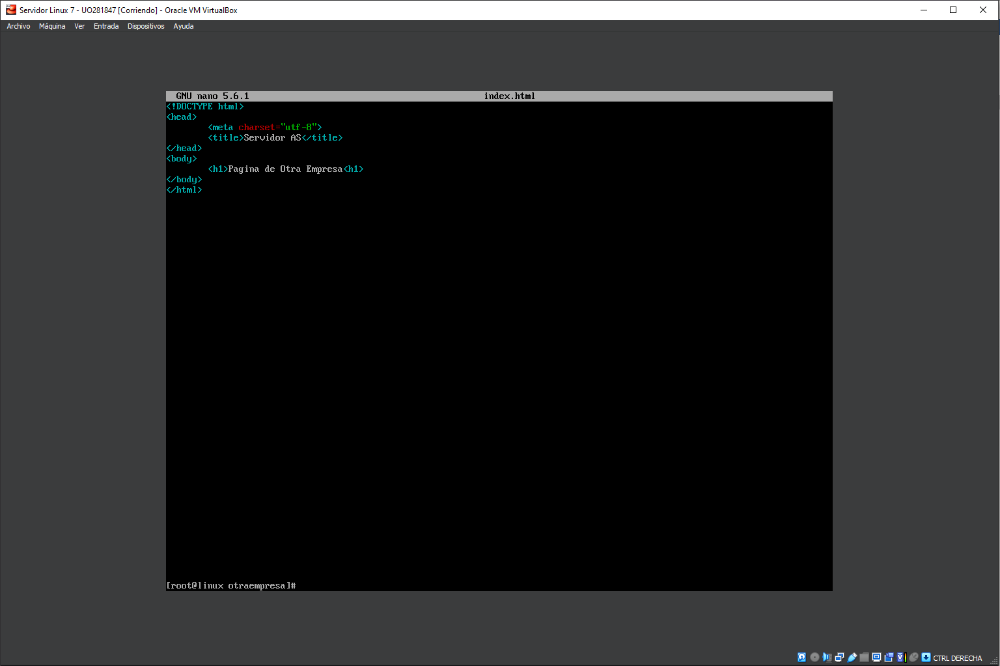 Servidor Linux 7 - UO281847 [Corriendo] - Oracle VM VirtualBox
Archivo Máquina Ver Entrada Dispositivos Ayuda
GNU nano 5.6.1 index.html
<!DOCTYPE html>
<head>
<meta charset="utf-8">
<title>Servidor AS</title>
</head>
<body>
<h1>Pagina de Otra Empresa<h1>
</body>
</html>
[root@linux otraempresa]#
CTRL DERECHA